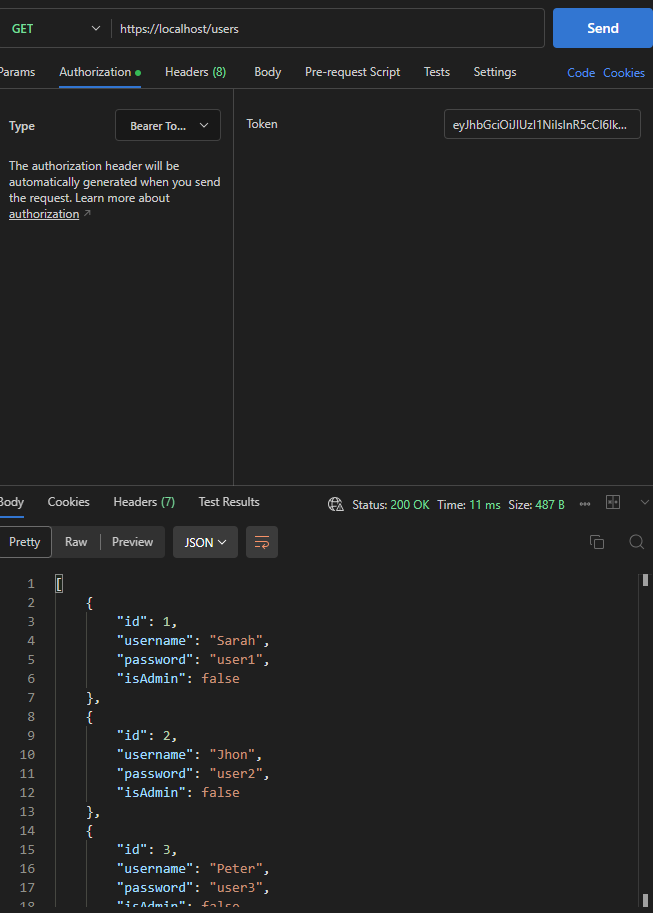 GET https://localhost/users Send
Params Authorization Headers (8) Body Pre-request Script Tests Settings Code Cookies
Type Bearer To... Token eyJhbGciOiJIUzI1NiIsInR5cCI6Ik...
The authorization header will be
automatically generated when you send
the request. Learn more about
authorization ↗
Body Cookies Headers (7) Test Results Status: 200 OK Time: 11 ms Size: 487 B
Pretty Raw Preview JSON
1 [
2 {
3 "id": 1,
4 "username": "Sarah",
5 "password": "user1",
6 "isAdmin": false
7 },
8 {
9 "id": 2,
10 "username": "Jhon",
11 "password": "user2",
12 "isAdmin": false
13 },
14 {
15 "id": 3,
16 "username": "Peter",
17 "password": "user3",
18 "isAdmin": false